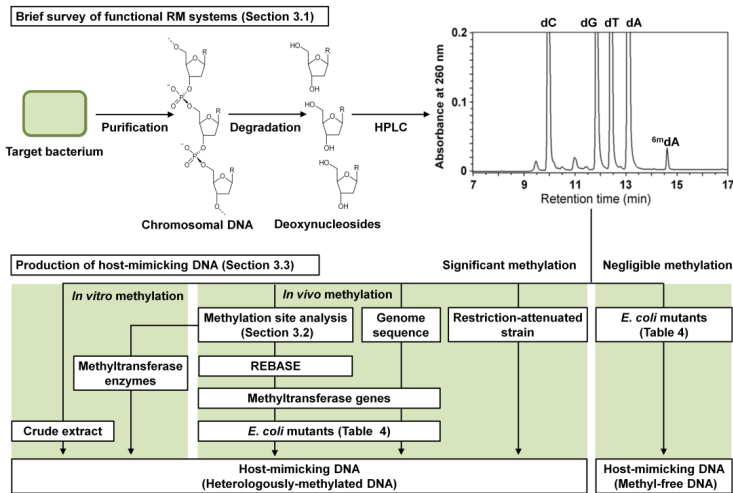 Brief survey of functional RM systems (Section 3.1)
Target bacterium
Purification
Chromosomal DNA
Degradation
Deoxynucleosides
HPLC
O
R
O
O
⁻O
P
O
O
O
R
O
O
⁻O
P
O
O
O
R
O
O
HO
R
O
OH
HO
R
O
OH
HO
R
O
OH
dC dG dT dA
0.2
0.1
0
Absorbance at 260 nm
6mdA
7 9 11 13 15 17
Retention time (min)
Production of host-mimicking DNA (Section 3.3)
Significant methylation
Negligible methylation
In vitro methylation
In vivo methylation
Methylation site analysis
(Section 3.2)
Genome
sequence
Restriction-attenuated
strain
E. coli mutants
(Table 4)
Methyltransferase
enzymes
REBASE
Methyltransferase genes
Crude extract
E. coli mutants (Table 4)
Host-mimicking DNA
(Heterologously-methylated DNA)
Host-mimicking DNA
(Methyl-free DNA)